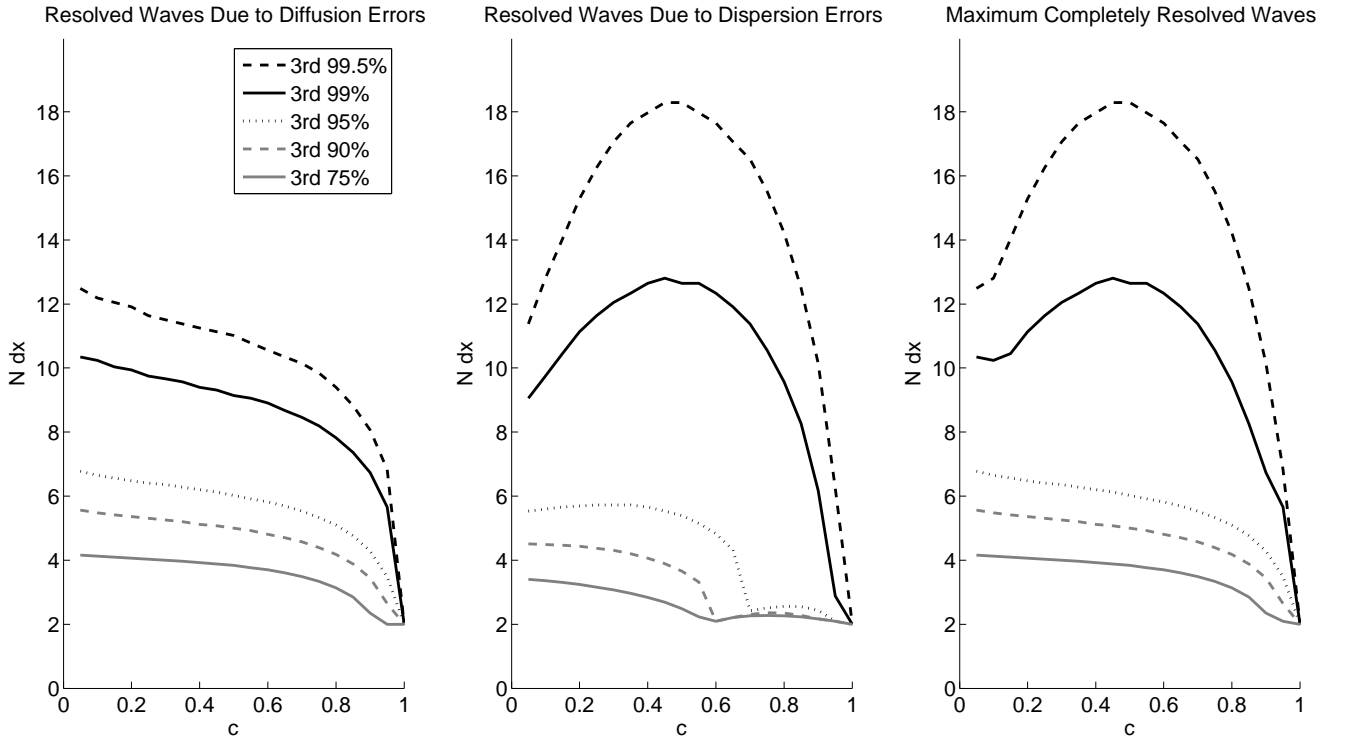 Resolved Waves Due to Diffusion Errors
3rd 99.5%
3rd 99%
3rd 95%
3rd 90%
3rd 75%
18
16
14
12
10
8
6
4
2
0
N dx
0 0.2 0.4 0.6 0.8 1
c
Resolved Waves Due to Dispersion Errors
18
16
14
12
10
8
6
4
2
0
N dx
0 0.2 0.4 0.6 0.8 1
c
Maximum Completely Resolved Waves
18
16
14
12
10
8
6
4
2
0
N dx
0 0.2 0.4 0.6 0.8 1
c